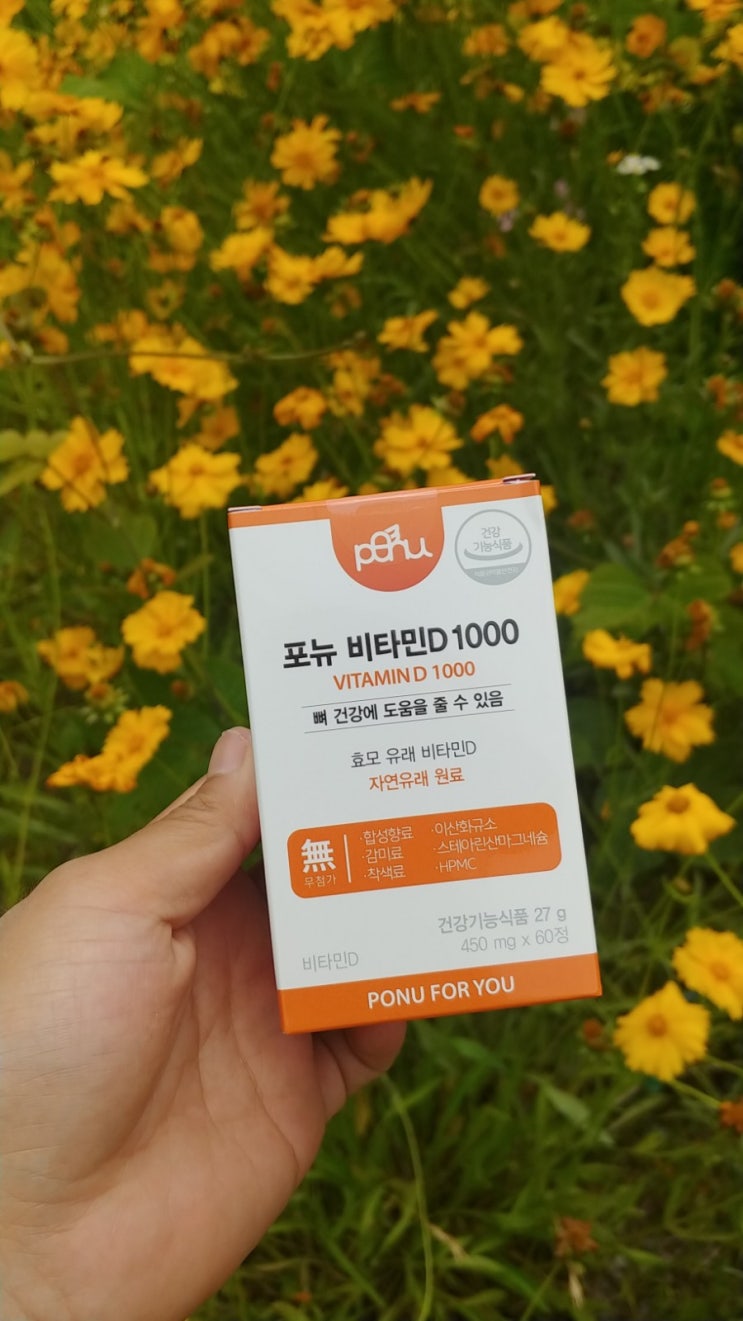 ponu
건강
기능식품
포뉴 비타민D 1000
VITAMIN D 1000
뼈 건강에 도움을 줄 수 있음
효모 유래 비타민D
자연유래 원료
無
무첨가
·합성향료
·감미료
·착색료
·이산화규소
·스테아린산마그네슘
·HPMC
건강기능식품 27 g
450 mg x 60정
비타민D
PONU FOR YOU